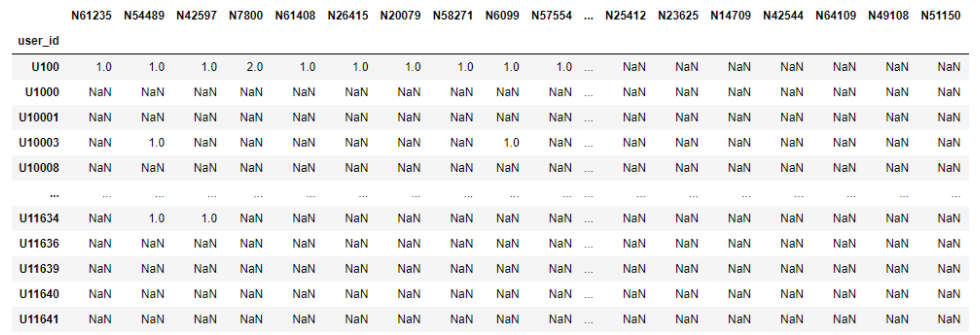 N61235 N54489 N42597 N7800 N61408 N26415 N20079 N58271 N6099 N57554 ... N25412 N23625 N14709 N42544 N64109 N49108 N51150
user_id
U100 1.0 1.0 1.0 2.0 1.0 1.0 1.0 1.0 1.0 1.0 ... NaN NaN NaN NaN NaN NaN NaN
U1000 NaN NaN NaN NaN NaN NaN NaN NaN NaN NaN ... NaN NaN NaN NaN NaN NaN NaN
U10001 NaN NaN NaN NaN NaN NaN NaN NaN NaN NaN ... NaN NaN NaN NaN NaN NaN NaN
U10003 NaN 1.0 NaN NaN NaN NaN NaN NaN 1.0 NaN ... NaN NaN NaN NaN NaN NaN NaN
U10008 NaN NaN NaN NaN NaN NaN NaN NaN NaN NaN ... NaN NaN NaN NaN NaN NaN NaN
... ... ... ... ... ... ... ... ... ... ... ... ... ... ... ... ... ... ...
U11634 NaN 1.0 1.0 NaN NaN NaN NaN NaN NaN NaN ... NaN NaN NaN NaN NaN NaN NaN
U11636 NaN NaN NaN NaN NaN NaN NaN NaN NaN NaN ... NaN NaN NaN NaN NaN NaN NaN
U11639 NaN NaN NaN NaN NaN NaN NaN NaN NaN NaN ... NaN NaN NaN NaN NaN NaN NaN
U11640 NaN NaN NaN NaN NaN NaN NaN NaN NaN NaN ... NaN NaN NaN NaN NaN NaN NaN
U11641 NaN NaN NaN NaN NaN NaN NaN NaN NaN NaN ... NaN NaN NaN NaN NaN NaN NaN